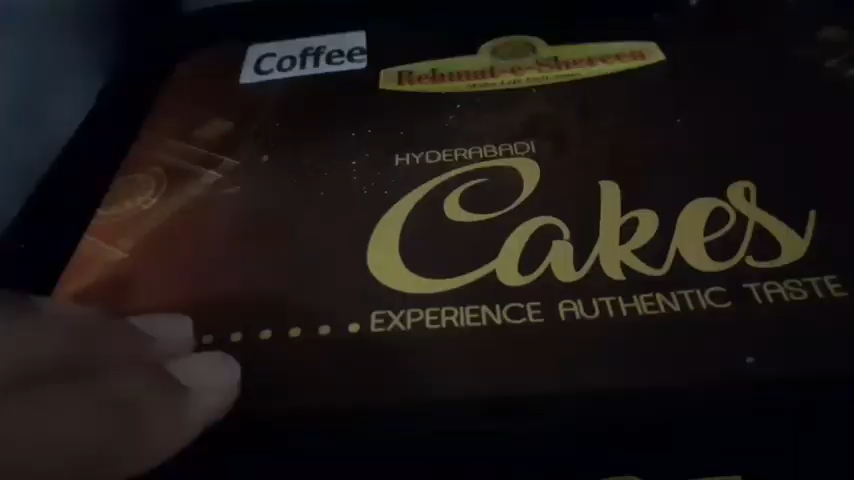 Coffee
Rehmat-e-Shereen
HYDERABADI
Cakes
EXPERIENCE AUTHENTIC TASTE